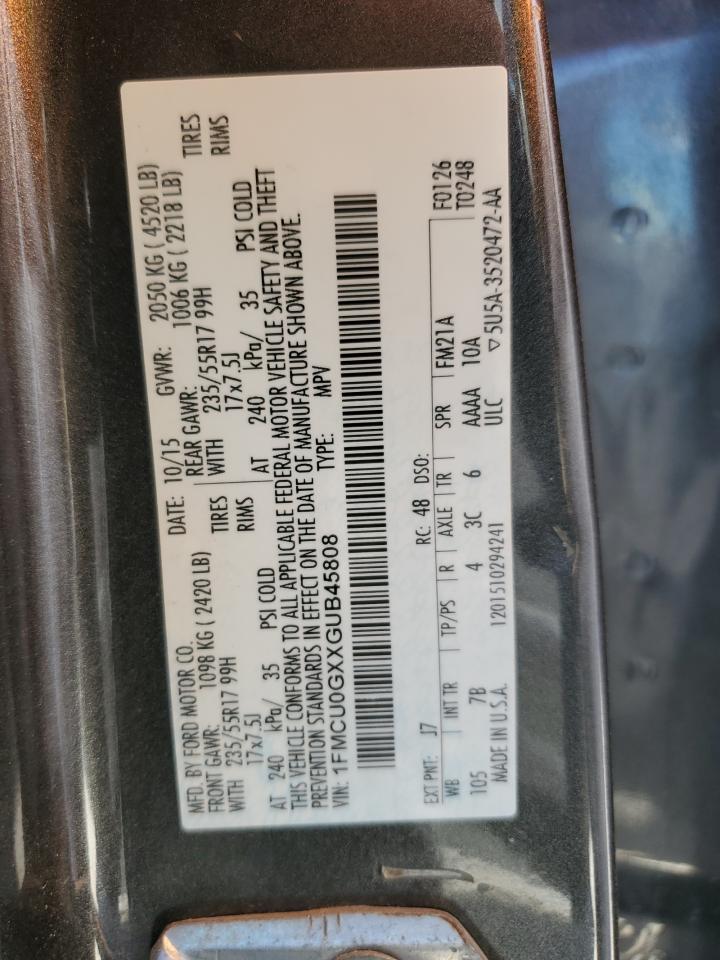 MFD. BY FORD MOTOR CO. DATE: 10/15 GVWR: 2050 KG ( 4520 LB)
FRONT GAWR: 1098 KG ( 2420 LB) REAR GAWR: 1006 KG ( 2218 LB)
WITH 235/55R17 99H TIRES WITH 235/55R17 99H TIRES
17x7.5J RIMS 17x7.5J RIMS
AT 240 kPa/ 35 PSI COLD AT 240 kPa/ 35 PSI COLD
THIS VEHICLE CONFORMS TO ALL APPLICABLE FEDERAL MOTOR VEHICLE SAFETY AND THEFT
PREVENTION STANDARDS IN EFFECT ON THE DATE OF MANUFACTURE SHOWN ABOVE.
VIN: 1FMCU0GXXGUB45808 TYPE: MPV
EXT PNT: J7 RC: 48 DSO: F0126
WB INT TR TP/PS R AXLE TR SPR FM21A T0248
105 7B 4 3C 6 AAAA 10A
MADE IN U.S.A. 1201510294241 ULC ▽5U5A-3520472-AA